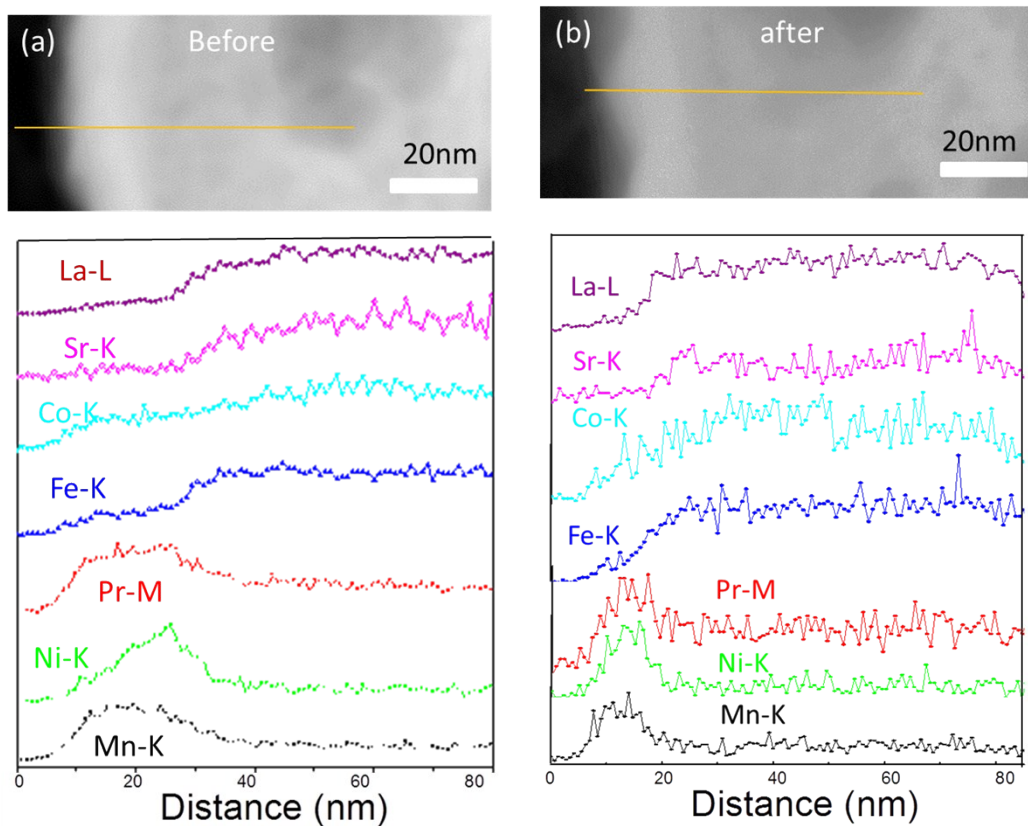 (a) Before
20nm
(b) after
20nm
La-L
Sr-K
Co-K
Fe-K
Pr-M
Ni-K
Mn-K
0 20 40 60 80
Distance (nm)
La-L
Sr-K
Co-K
Fe-K
Pr-M
Ni-K
Mn-K
0 20 40 60 80
Distance (nm)